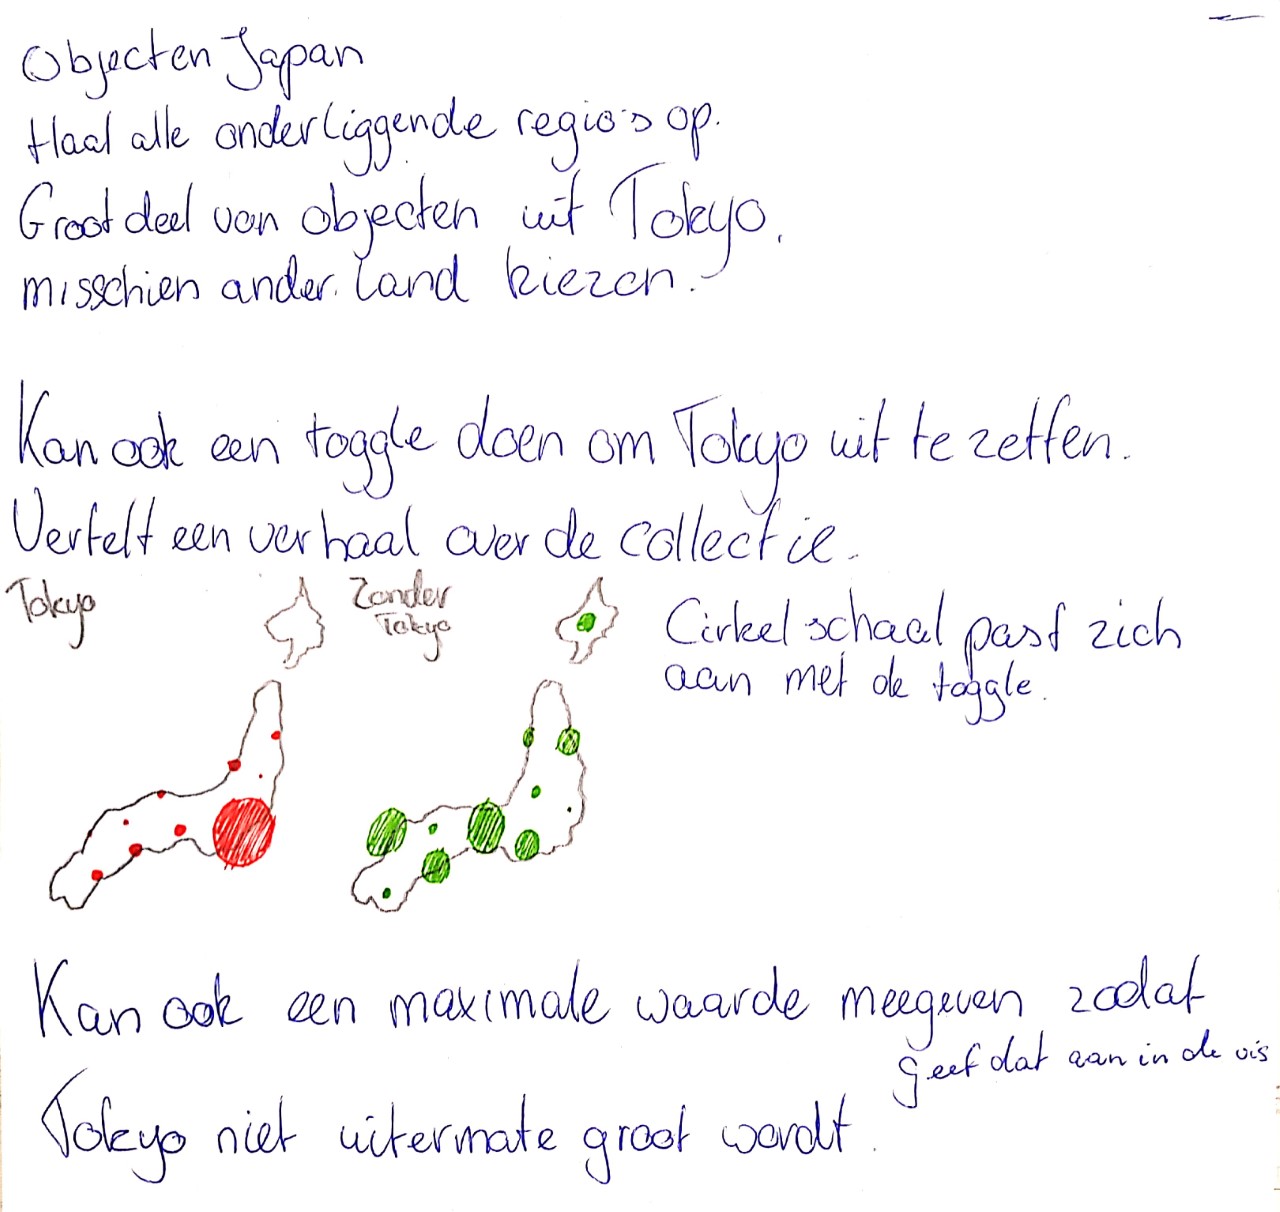 Objecten Japan
Haal alle onderliggende regio's op.
Groot deel van objecten uit Tokyo,
misschien ander land kiezen.
Kan ook een toggle doen om Tokyo uit te zetten.
Vertelt een verhaal over de collectie.
Tokyo
Zonder
Tokyo
Cirkel schaal past zich
aan met de toggle.
Kan ook een maximale waarde meegeven zodat
geef dat aan in de vis
Tokyo niet uitermate groot wordt.